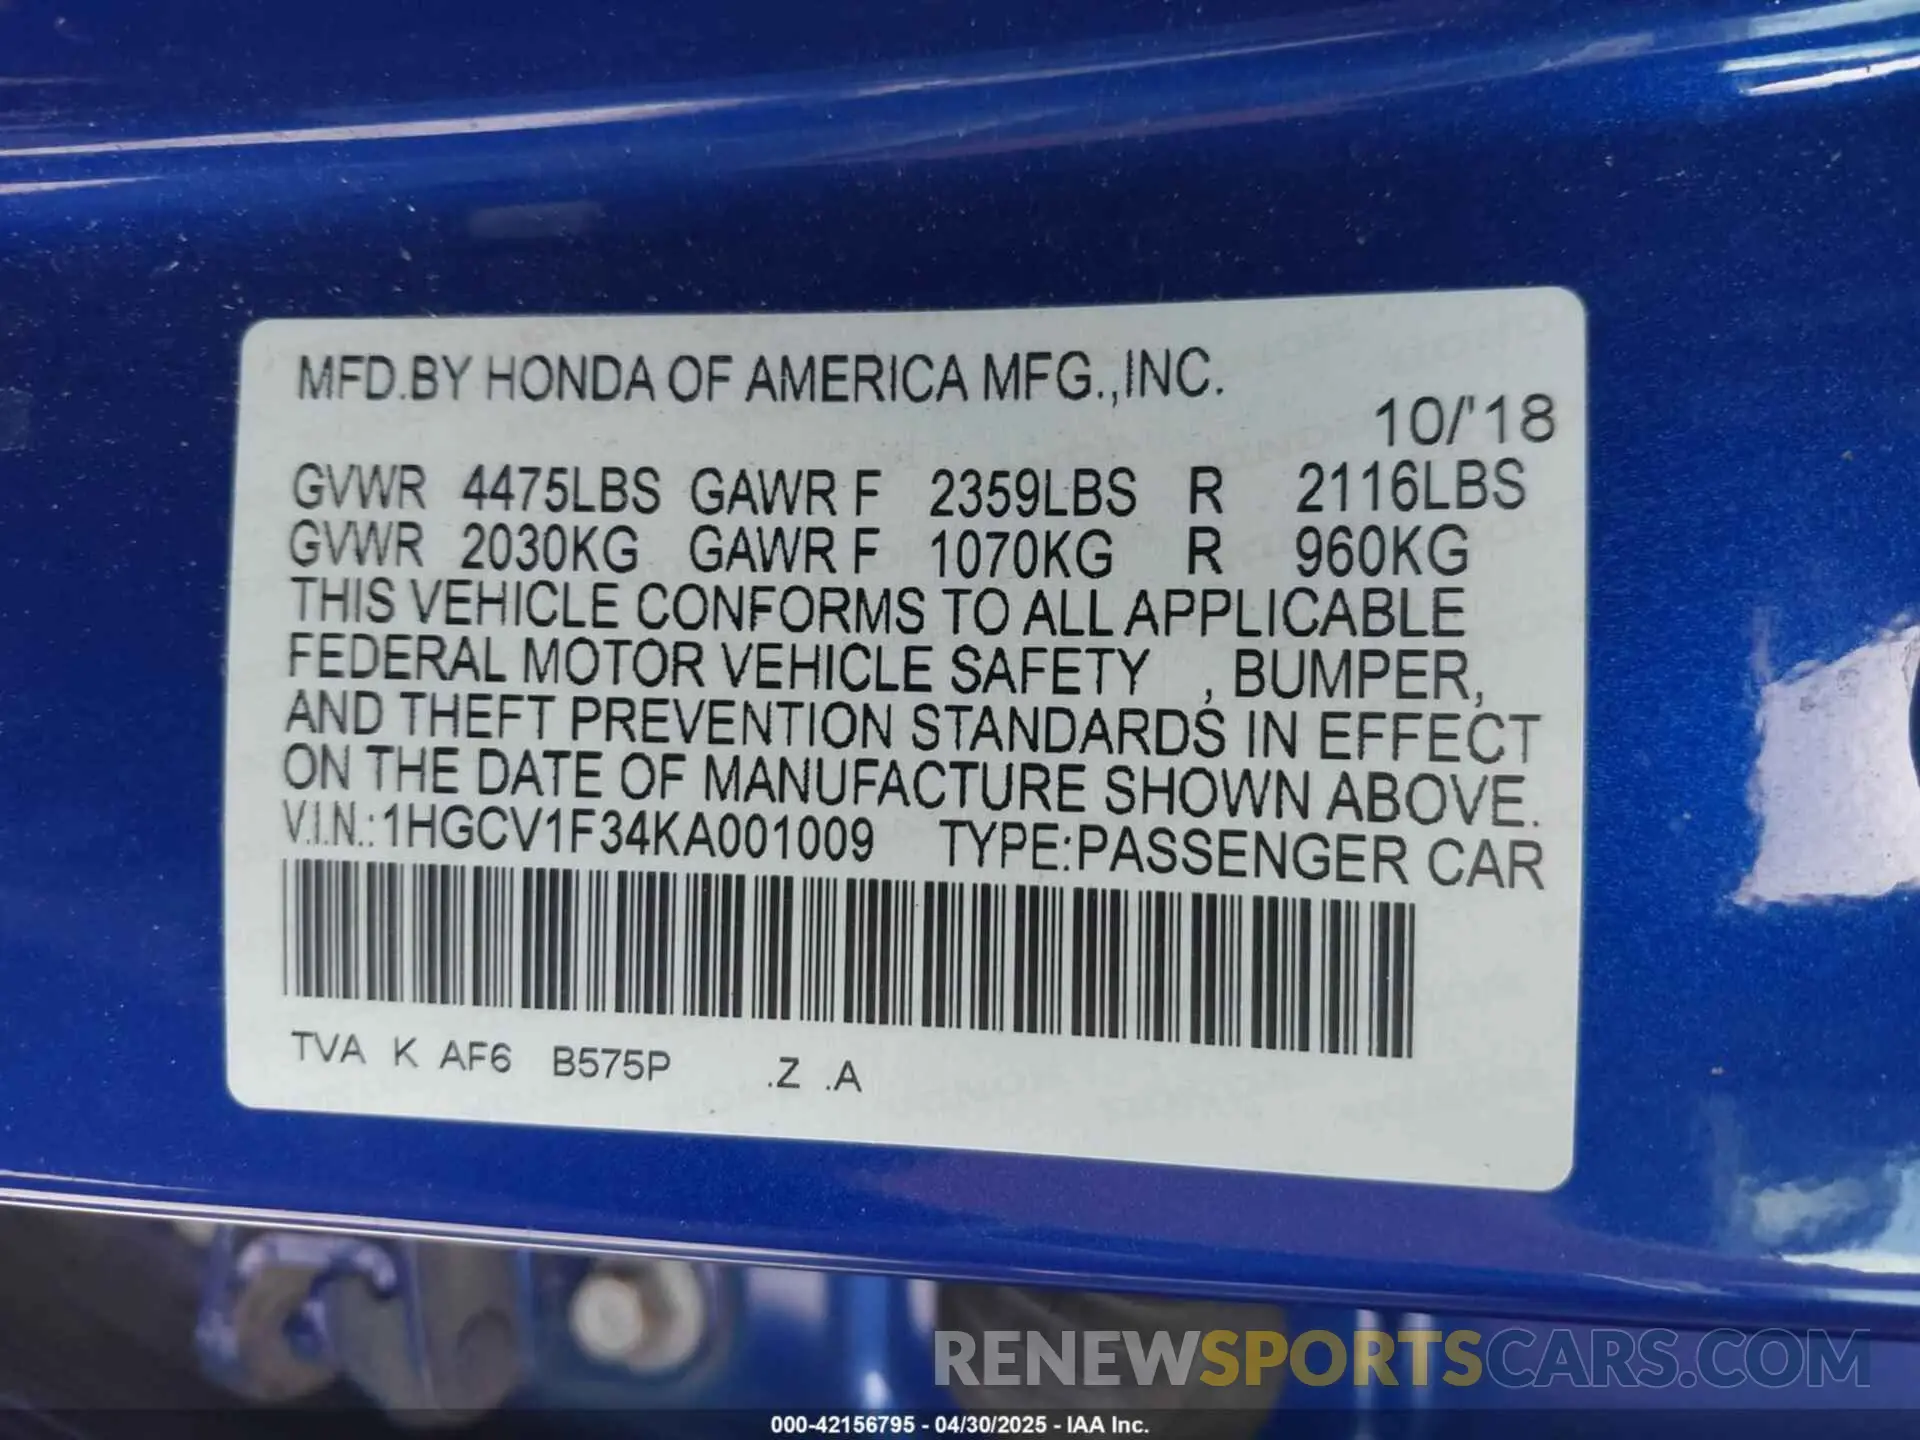 MFD.BY HONDA OF AMERICA MFG.,INC.
10/'18
GVWR 4475LBS GAWR F 2359LBS R 2116LBS
GVWR 2030KG GAWR F 1070KG R 960KG
THIS VEHICLE CONFORMS TO ALL APPLICABLE
FEDERAL MOTOR VEHICLE SAFETY , BUMPER,
AND THEFT PREVENTION STANDARDS IN EFFECT
ON THE DATE OF MANUFACTURE SHOWN ABOVE.
V.I.N.:1HGCV1F34KA001009 TYPE:PASSENGER CAR
TVA K AF6 B575P .Z .A
RENEWSPORTSCARS.COM
000-42156795 - 04/30/2025 - IAA Inc.